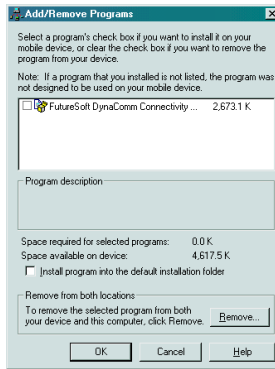 Add/Remove Programs
Select a program's check box if you want to install it on your
mobile device, or clear the check box if you want to remove the
program from your device.
Note: If a program that you installed is not listed, the program was
not designed to be used on your mobile device.
FutureSoft DynaComm Connectivity ... 2,673.1 K
Program description
Space required for selected programs: 0.0 K
Space available on device: 4,617.5 K
Install program into the default installation folder
Remove from both locations
To remove the selected program from both
your device and this computer, click Remove.
Remove...
OK Cancel Help